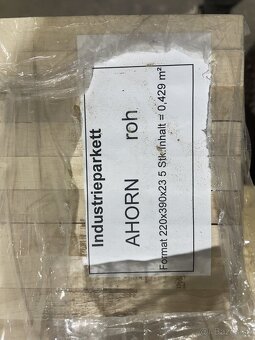 Industrieparkett
AHORN roh
Format 220x390x23 5 Stk.Inhalt = 0,429 m²